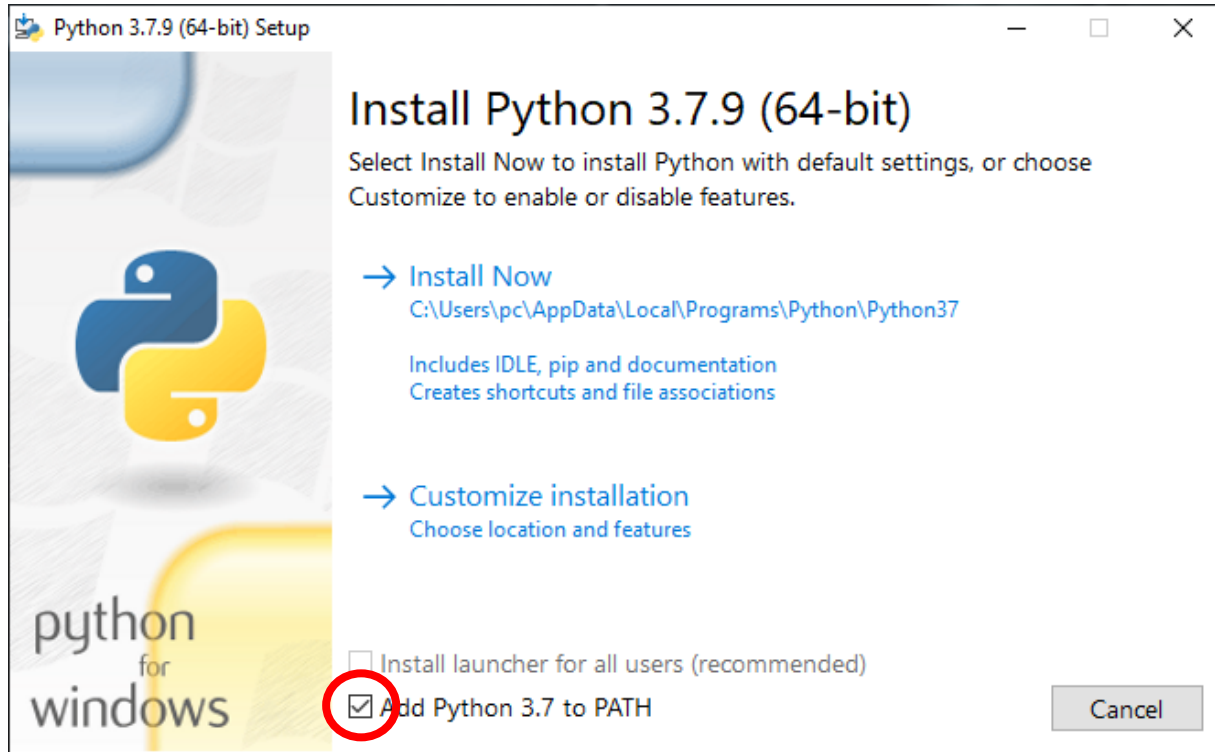 Python 3.7.9 (64-bit) Setup
Install Python 3.7.9 (64-bit)
Select Install Now to install Python with default settings, or choose
Customize to enable or disable features.
Install Now
C:\Users\pc\AppData\Local\Programs\Python\Python37
Includes IDLE, pip and documentation
Creates shortcuts and file associations
Customize installation
Choose location and features
python
for
windows
Install launcher for all users (recommended)
Add Python 3.7 to PATH
Cancel